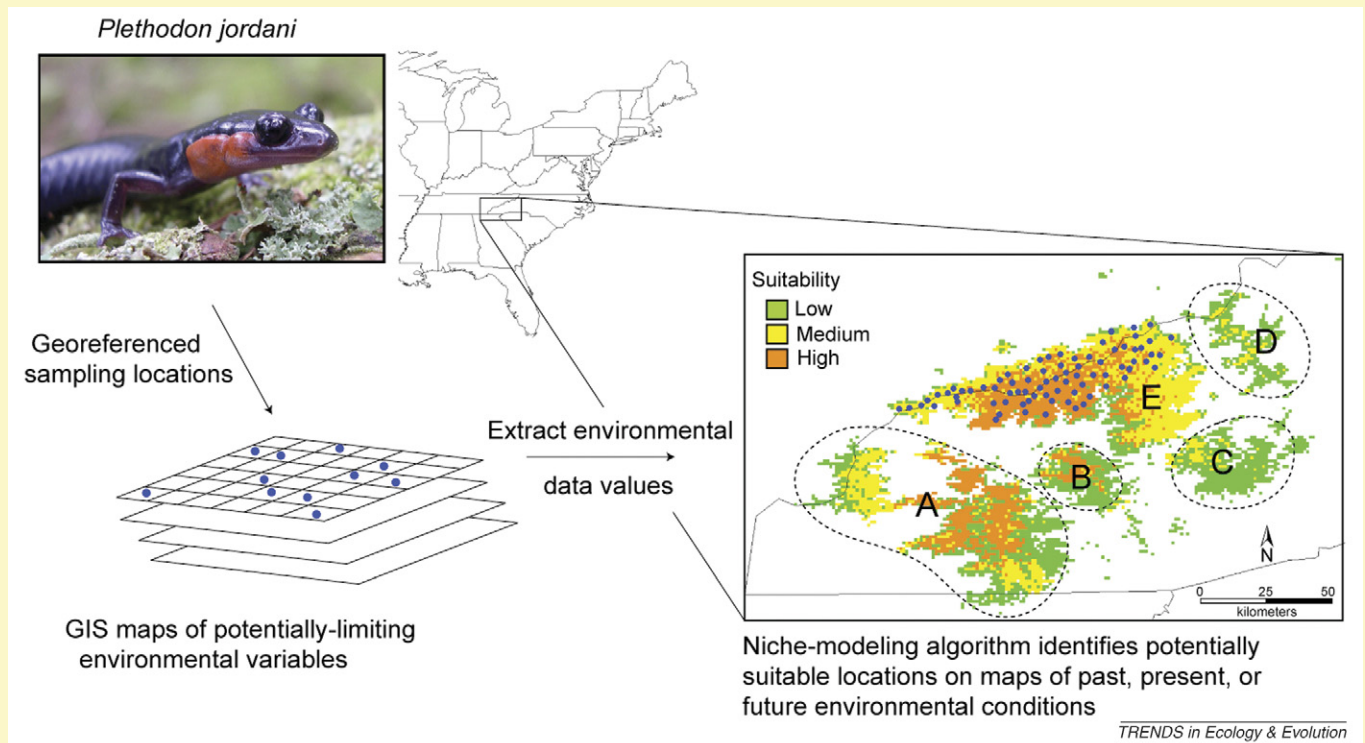 Plethodon jordani
Georeferenced
sampling locations
GIS maps of potentially-limiting
environmental variables
Extract environmental
data values
Suitability
Low
Medium
High
A
B
C
D
E
N
0 25 50
kilometers
Niche-modeling algorithm identifies potentially
suitable locations on maps of past, present, or
future environmental conditions
TRENDS in Ecology & Evolution